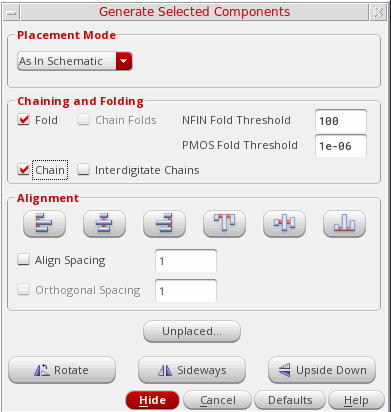 Generate Selected Components
Placement Mode
As In Schematic
Chaining and Folding
Fold Chain Folds NFIN Fold Threshold 100
PMOS Fold Threshold 1e-06
Chain Interdigitate Chains
Alignment
Align Spacing 1
Orthogonal Spacing 1
Unplaced...
Rotate Sideways Upside Down
Hide Cancel Defaults Help